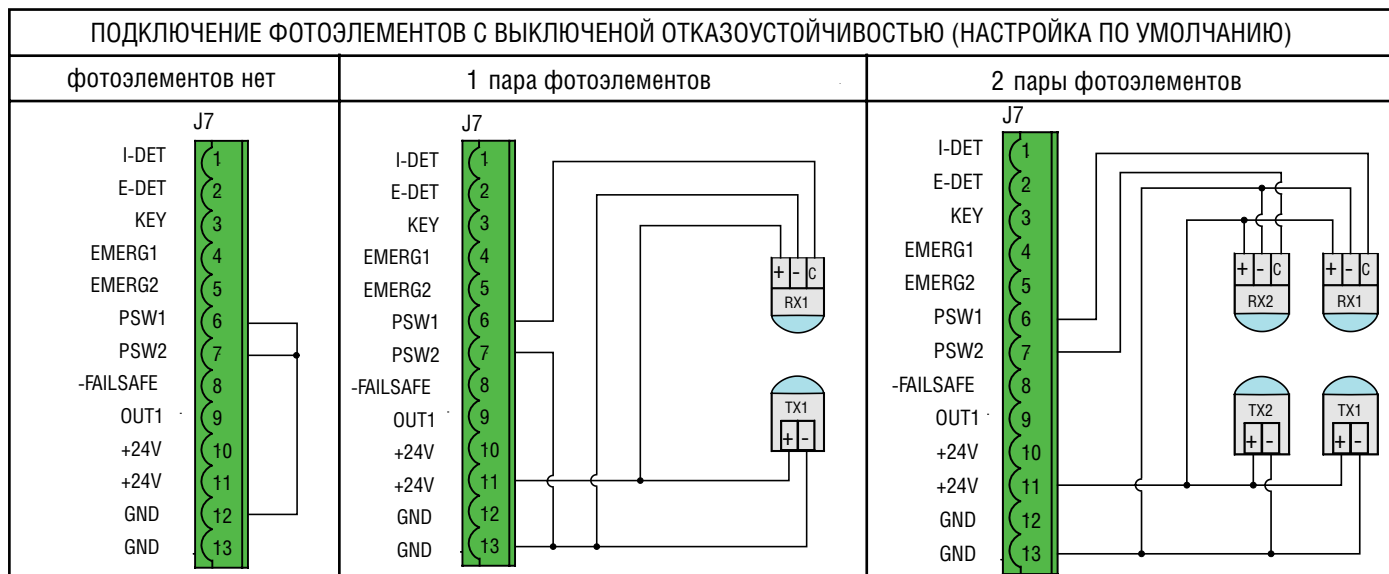 ПОДКЛЮЧЕНИЕ ФОТОЭЛЕМЕНТОВ С ВЫКЛЮЧЕНОЙ ОТКАЗОУСТОЙЧИВОСТЬЮ (НАСТРОЙКА ПО УМОЛЧАНИЮ)
фотоэлементов нет
J7
I-DET 1
E-DET 2
KEY 3
EMERG1 4
EMERG2 5
PSW1 6
PSW2 7
-FAILSAFE 8
OUT1 9
+24V 10
+24V 11
GND 12
GND 13
1 пара фотоэлементов
J7
I-DET 1
E-DET 2
KEY 3
EMERG1 4
EMERG2 5
PSW1 6
PSW2 7
-FAILSAFE 8
OUT1 9
+24V 10
+24V 11
GND 12
GND 13
+ - C
RX1
TX1
+ -
2 пары фотоэлементов
J7
I-DET 1
E-DET 2
KEY 3
EMERG1 4
EMERG2 5
PSW1 6
PSW2 7
-FAILSAFE 8
OUT1 9
+24V 10
+24V 11
GND 12
GND 13
+ - C
RX2
+ - C
RX1
TX2
+ -
TX1
+ -